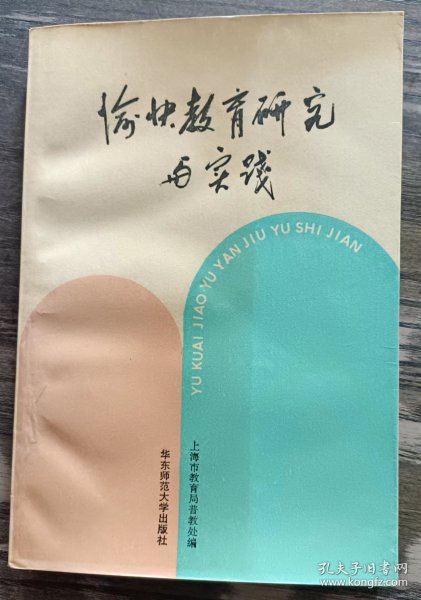 愉快教育研究
与实践
YU KUAI JIAO YU YAN JIU YU SHI JIAN
上海市教育局普教处编
华东师范大学出版社
孔夫子旧书网
www.kongfz.com